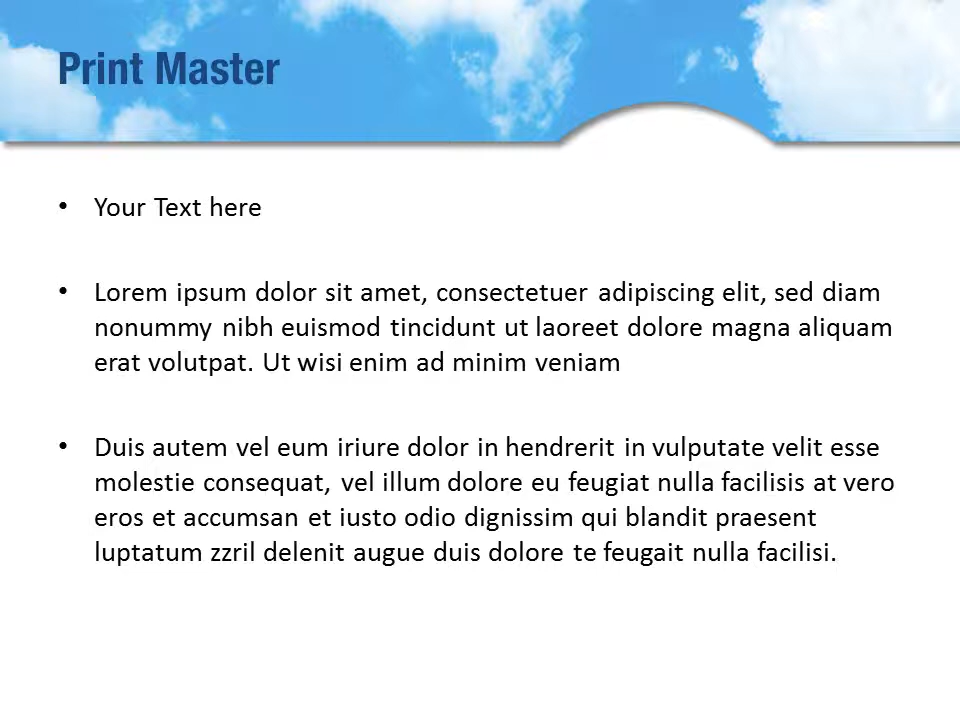 Print Master
• Your Text here
• Lorem ipsum dolor sit amet, consectetuer adipiscing elit, sed diam
nonummy nibh euismod tincidunt ut laoreet dolore magna aliquam
erat volutpat. Ut wisi enim ad minim veniam
• Duis autem vel eum iriure dolor in hendrerit in vulputate velit esse
molestie consequat, vel illum dolore eu feugiat nulla facilisis at vero
eros et accumsan et iusto odio dignissim qui blandit praesent
luptatum zzril delenit augue duis dolore te feugait nulla facilisi.